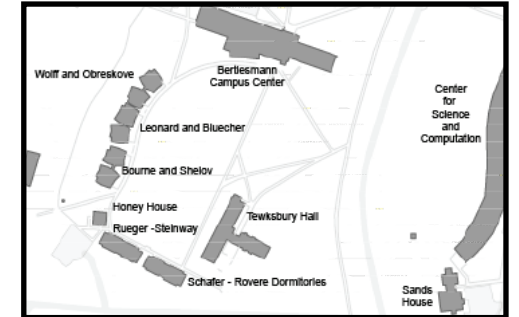 Wolff and Obreskove
Bertlesmann
Campus Center
Center
for
Science
and
Computation
Leonard and Bluecher
Bourne and Shelov
Honey House
Rueger -Steinway
Tewksbury Hall
Schafer - Rovere Dormitories
Sands
House